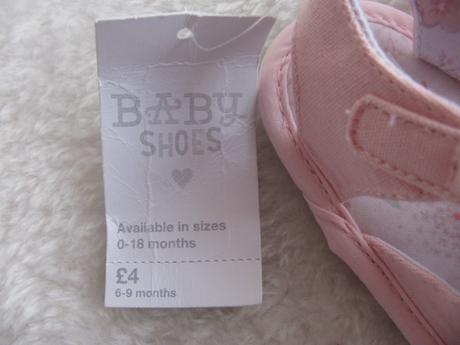 BABY
SHOES
Available in sizes
0-18 months
£4
6-9 months